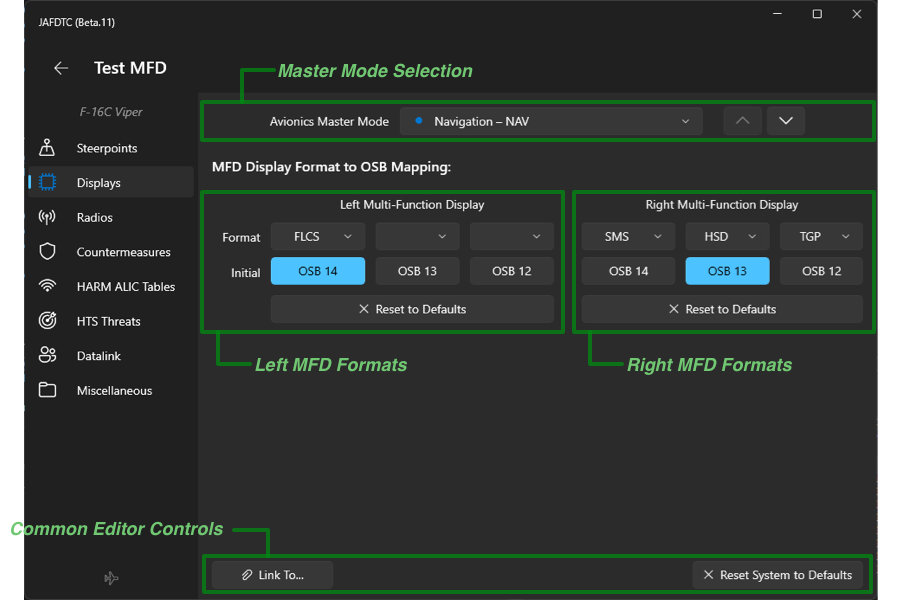 JAFDTC (Beta.11)
Test MFD
Master Mode Selection
F-16C Viper
Avionics Master Mode Navigation – NAV
Steerpoints
MFD Display Format to OSB Mapping:
Displays
Left Multi-Function Display Right Multi-Function Display
Radios
Format FLCS SMS HSD TGP
Countermeasures
Initial OSB 14 OSB 13 OSB 12 OSB 14 OSB 13 OSB 12
HARM ALIC Tables
Reset to Defaults Reset to Defaults
HTS Threats
Datalink
Left MFD Formats Right MFD Formats
Miscellaneous
Common Editor Controls
Link To... Reset System to Defaults